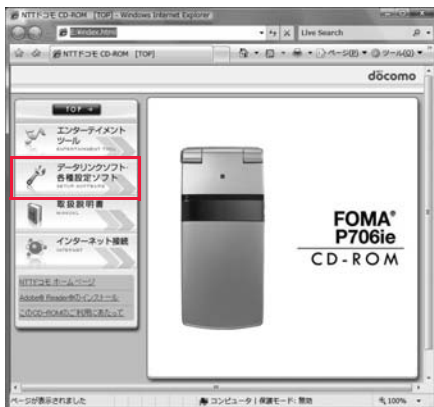 NTTドコモ CD-ROM [TOP] - Windows Internet Explorer
E:\index.html
Live Search
NTTドコモ CD-ROM [TOP]
ページ(P)
ツール(O)
döcomo
TOP
エンターテイメント
ツール
ENTERTAINMENT TOOL
データリンクソフト・
各種設定ソフト
SETUP SOFTWARE
取扱説明書
MANUAL
インターネット接続
INTERNET
NTTドコモ ホームページ
Adobe® Reader®のインストール
このCD-ROMのご利用にあたって
FOMA®
P706ie
CD-ROM
ページが表示されました
コンピュータ | 保護モード: 無効
100%